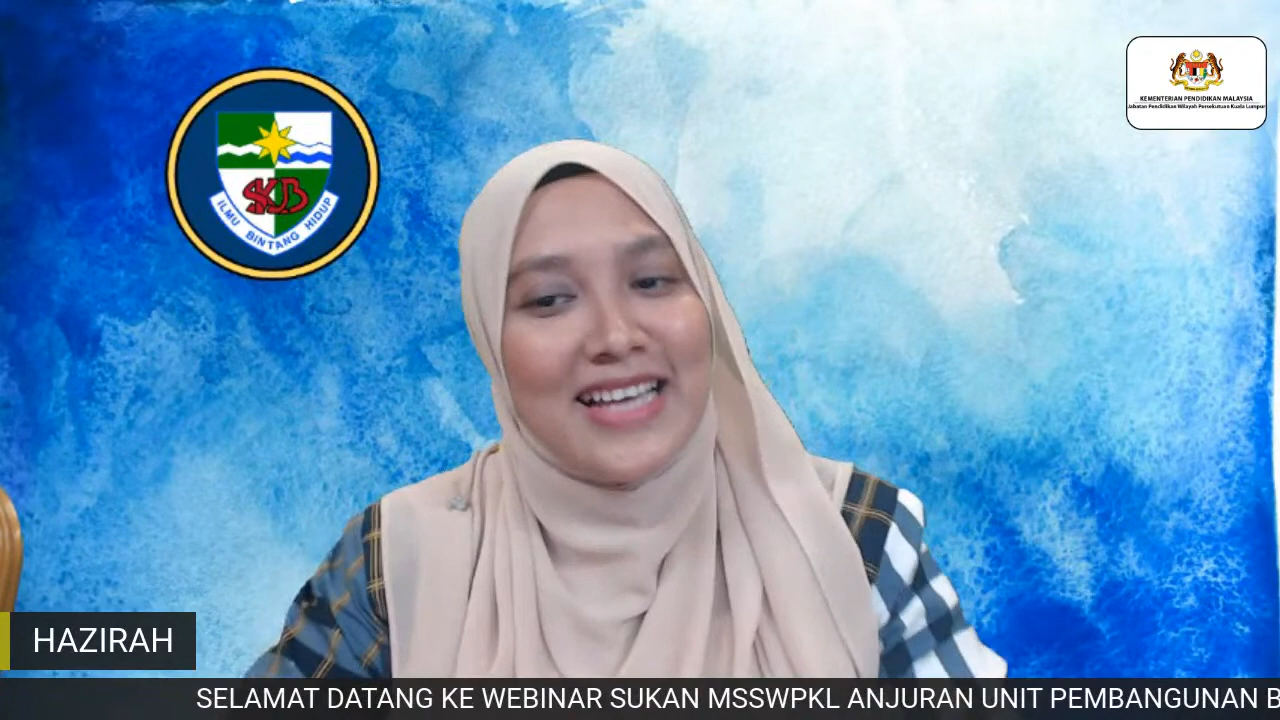 KEMENTERIAN PENDIDIKAN MALAYSIA
Jabatan Pendidikan Wilayah Persekutuan Kuala Lumpur
SKJB
ILMU BINTANG HIDUP
HAZIRAH
SELAMAT DATANG KE WEBINAR SUKAN MSSWPKL ANJURAN UNIT PEMBANGUNAN B